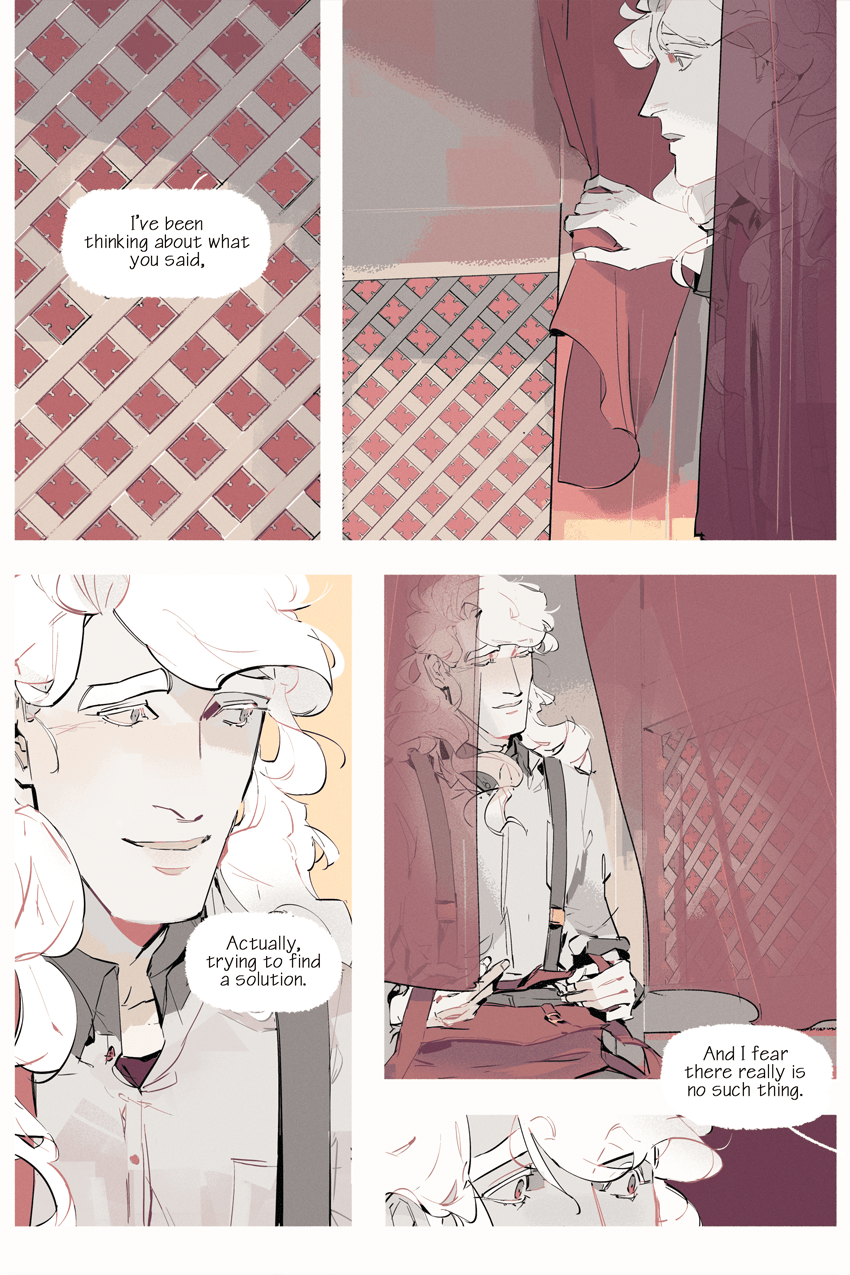 I've been
thinking about what
you said,
Actually,
trying to find
a solution.
And I fear
there really is
no such thing.